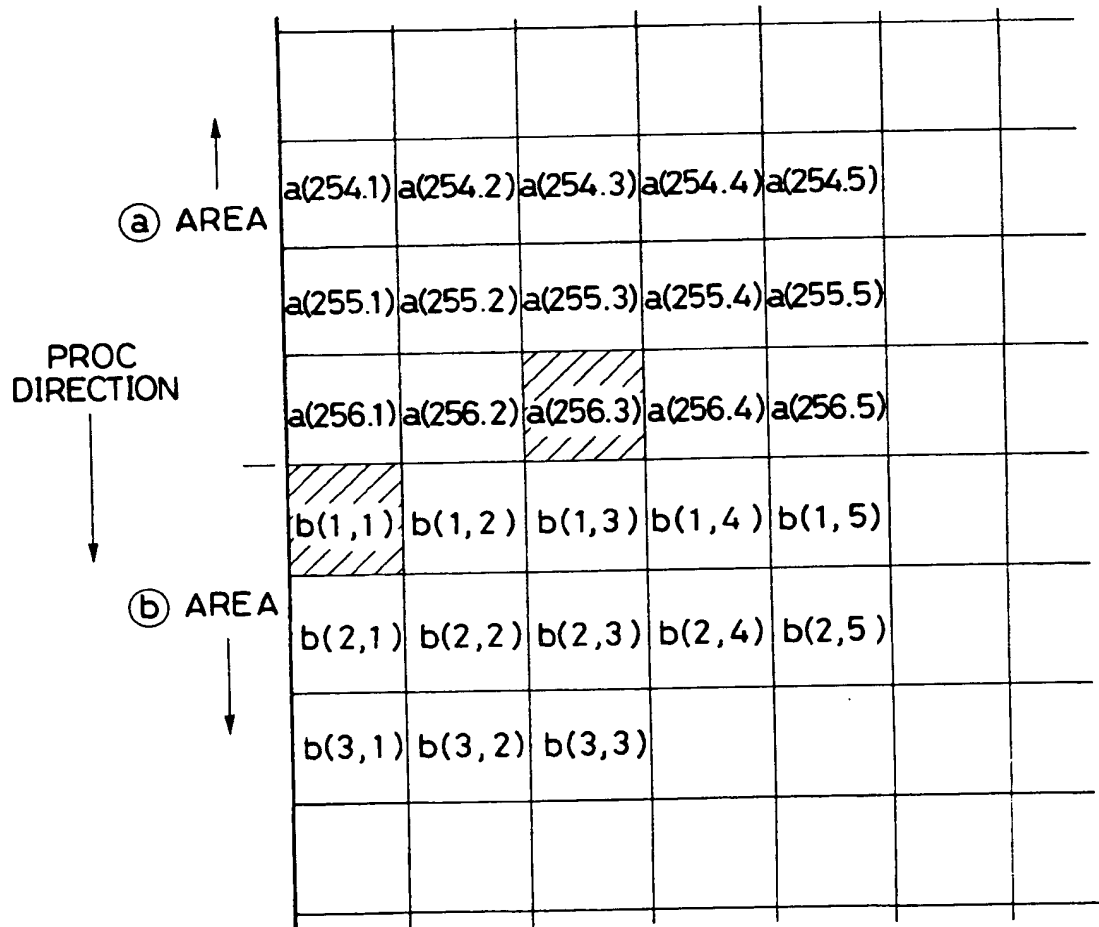 a(254.1) a(254.2) a(254.3) a(254.4) a(254.5)
ⓐ AREA
a(255.1) a(255.2) a(255.3) a(255.4) a(255.5)
PROC
DIRECTION
a(256.1) a(256.2) a(256.3) a(256.4) a(256.5)
b(1,1) b(1,2) b(1,3) b(1,4) b(1,5)
ⓑ AREA
b(2,1) b(2,2) b(2,3) b(2,4) b(2,5)
b(3,1) b(3,2) b(3,3)